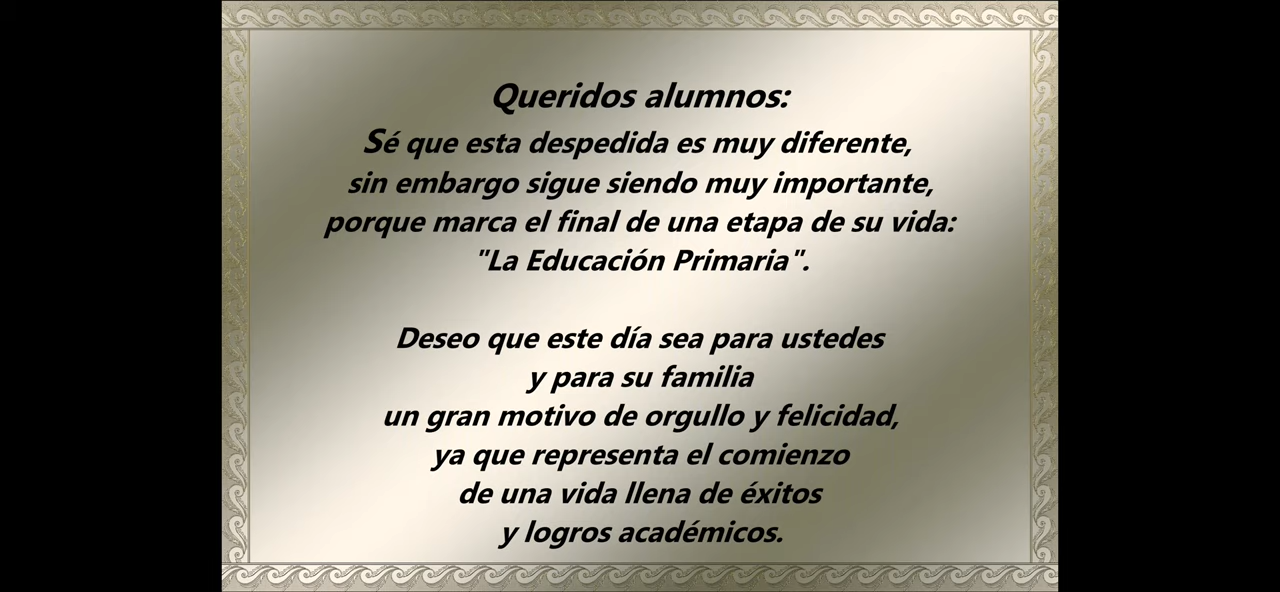 Queridos alumnos:
Sé que esta despedida es muy diferente,
sin embargo sigue siendo muy importante,
porque marca el final de una etapa de su vida:
"La Educación Primaria".
Deseo que este día sea para ustedes
y para su familia
un gran motivo de orgullo y felicidad,
ya que representa el comienzo
de una vida llena de éxitos
y logros académicos.